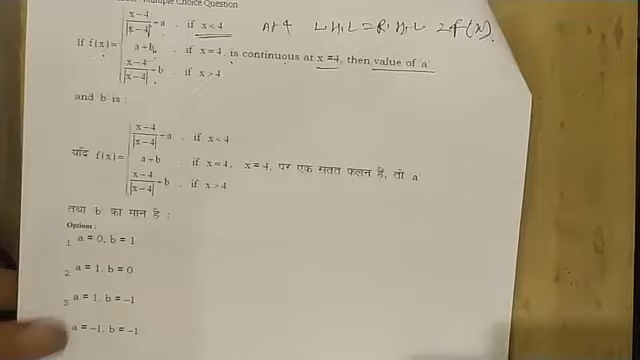 Multiple Choice Question
x−4
|x−4| +a , if x<4
At 4 L.H.L = R.H.L = f(x).
If f(x)= a+b, if x=4, is continuous at x=4, then value of a'
x−4
|x−4| +b , if x>4
and b is :
x−4
|x−4| +a , if x<4
यदि f(x)= a+b , if x=4, x=4, पर एक सतत फलन है, तो a'
x−4
|x−4| +b , if x>4
तथा b का मान है :
Options :
1 a = 0, b = 1
2 a = 1, b = 0
3 a = 1, b = −1
a = −1, b = −1